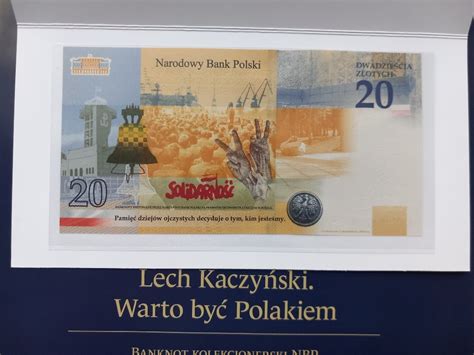 Narodowy Bank Polski
DWADZIEŚCIA
ZŁOTYCH
20
SOLIDARNOŚĆ
20
Pamięć dziejów ojczystych decyduje o tym, kim jesteśmy.
Lech Kaczyński.
Warto być Polakiem
BANKNOT KOLEKCJONERSKI NBP